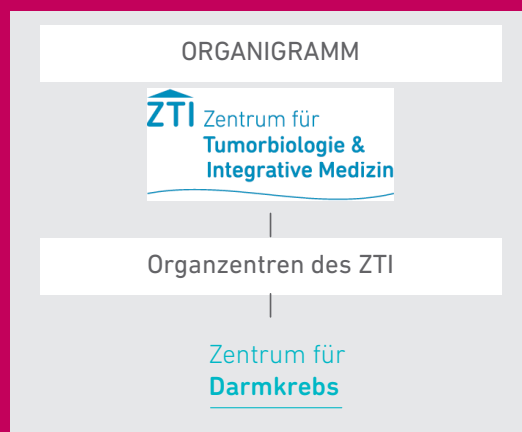 ORGANIGRAMM
ZTI Zentrum für
Tumorbiologie &
Integrative Medizin
Organzentren des ZTI
Zentrum für
Darmkrebs